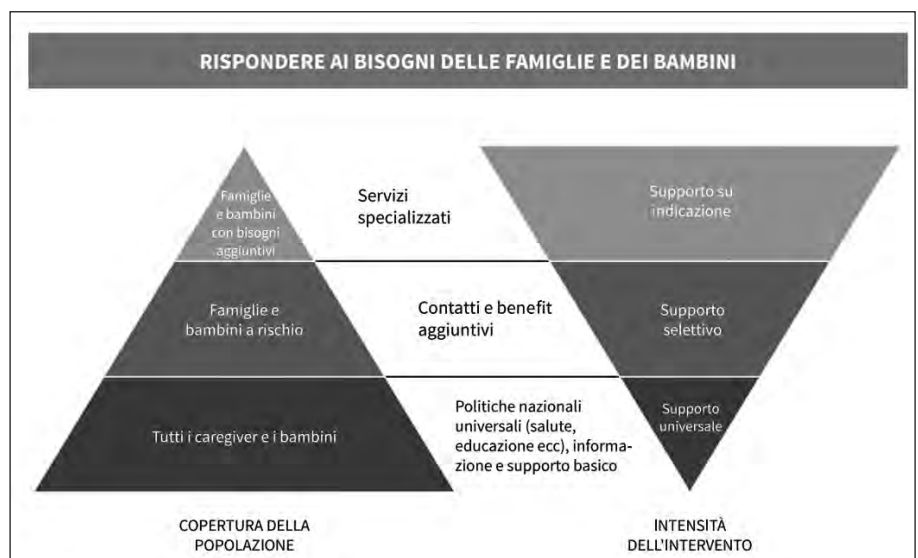 RISPONDERE AI BISOGNI DELLE FAMIGLIE E DEI BAMBINI
Famiglie
e bambini
con bisogni
aggiuntivi
Servizi
specializzati
Supporto su
indicazione
Famiglie e
bambini a rischio
Contatti e benefit
aggiuntivi
Supporto
selettivo
Tutti i caregiver e i bambini
Politiche nazionali
universali (salute,
educazione ecc), informa-
zione e supporto basico
Supporto
universale
COPERTURA DELLA
POPOLAZIONE
INTENSITÀ
DELL'INTERVENTO